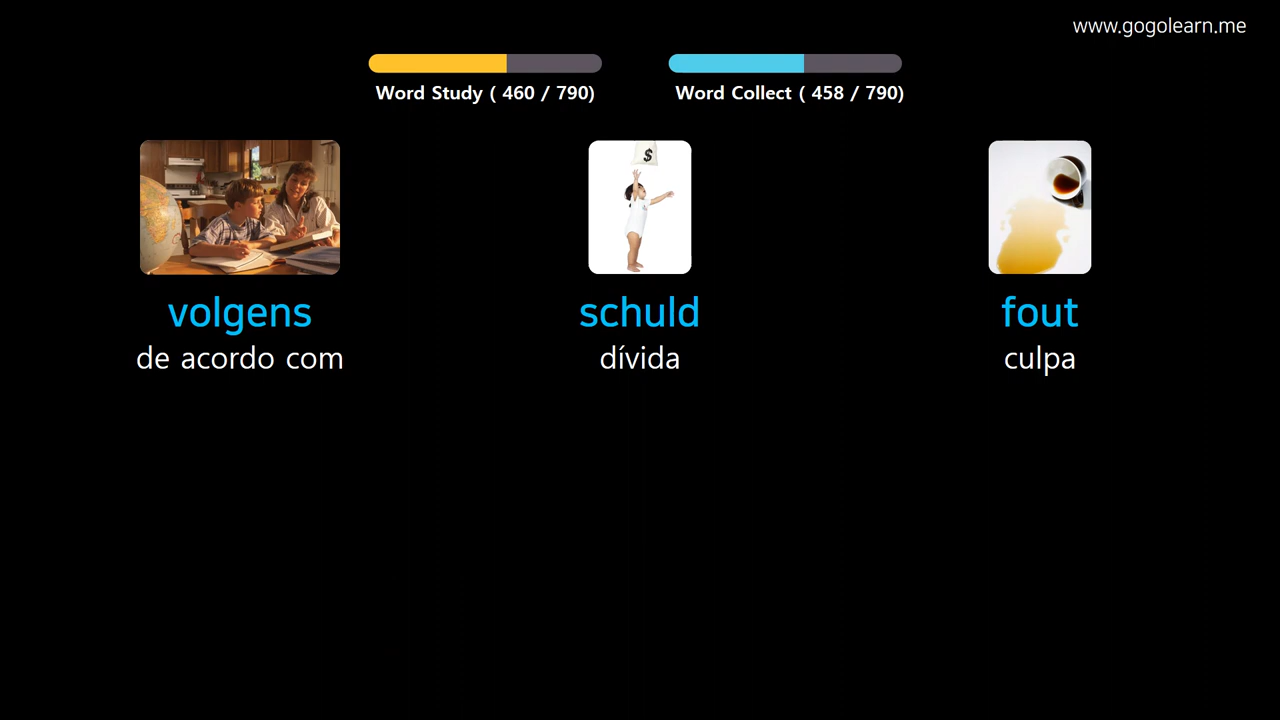 www.gogolearn.me
Word Study ( 460 / 790)
Word Collect ( 458 / 790)
$
volgens
schuld
fout
de acordo com
dívida
culpa